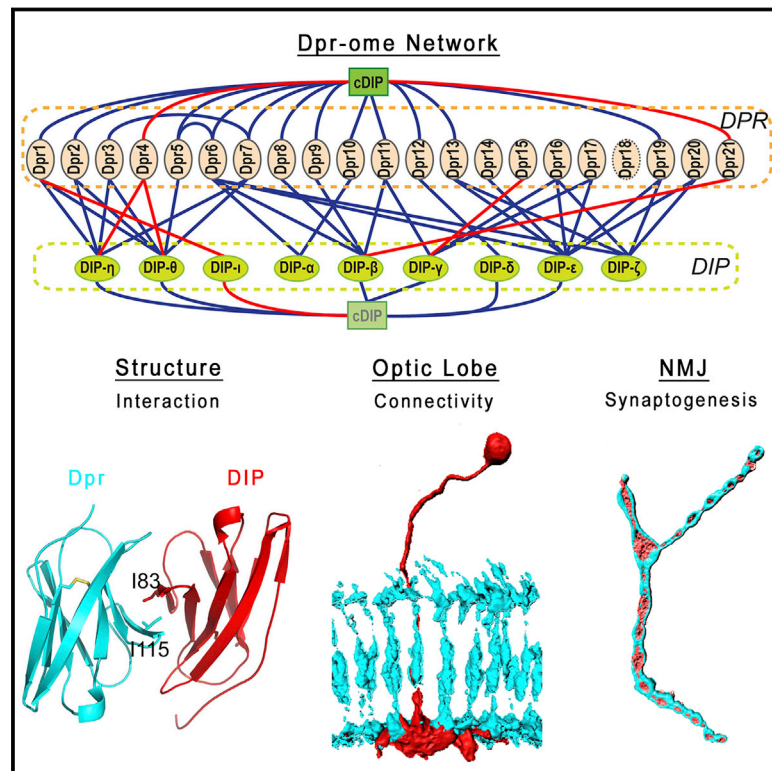 Dpr-ome Network
cDIP
DPR
Dpr1 Dpr2 Dpr3 Dpr4 Dpr5 Dpr6 Dpr7 Dpr8 Dpr9 Dpr10 Dpr11 Dpr12 Dpr13 Dpr14 Dpr15 Dpr16 Dpr17 Dpr18 Dpr19 Dpr20 Dpr21
DIP-η DIP-θ DIP-ι DIP-α DIP-β DIP-γ DIP-δ DIP-ε DIP-ζ DIP
cDIP
Structure
Interaction
Dpr
DIP
I83
I115
Optic Lobe
Connectivity
NMJ
Synaptogenesis